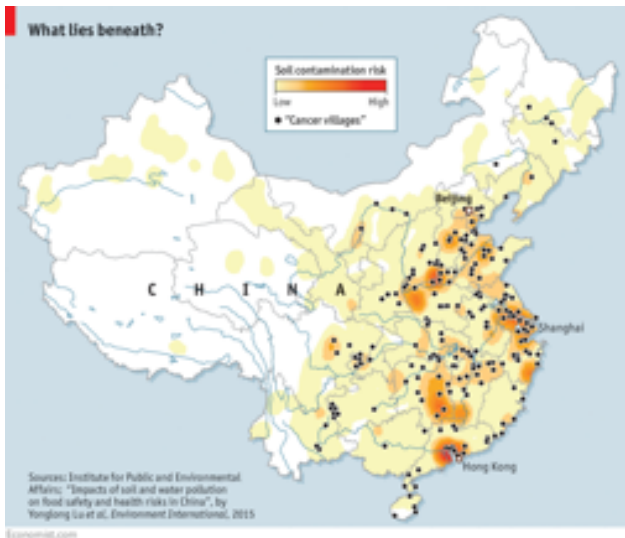 What lies beneath?
Soil contamination risk
Low High
"Cancer villages"
Beijing
CHINA
Shanghai
Hong Kong
Sources: Institute for Public and Environmental
Affairs; "Impacts of soil and water pollution
on food safety and health risks in China", by
Yonglong Lu et al, Environment International, 2015
Economist.com